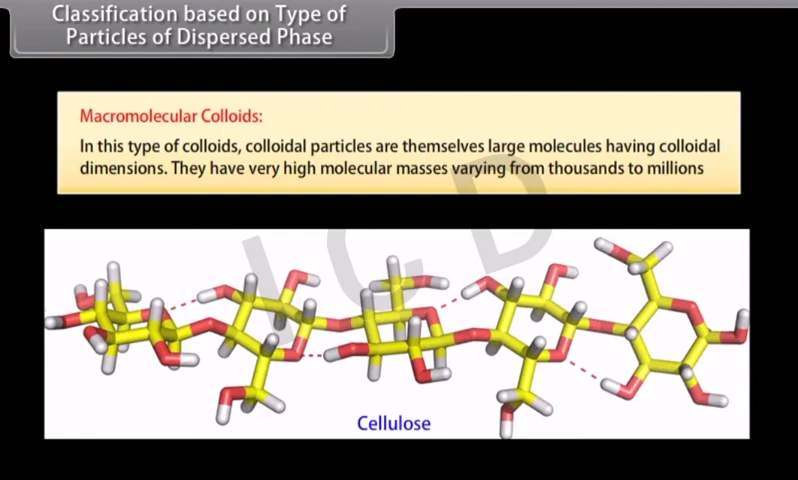 Classification based on Type of
Particles of Dispersed Phase
Macromolecular Colloids:
In this type of colloids, colloidal particles are themselves large molecules having colloidal
dimensions. They have very high molecular masses varying from thousands to millions
I C D
Cellulose